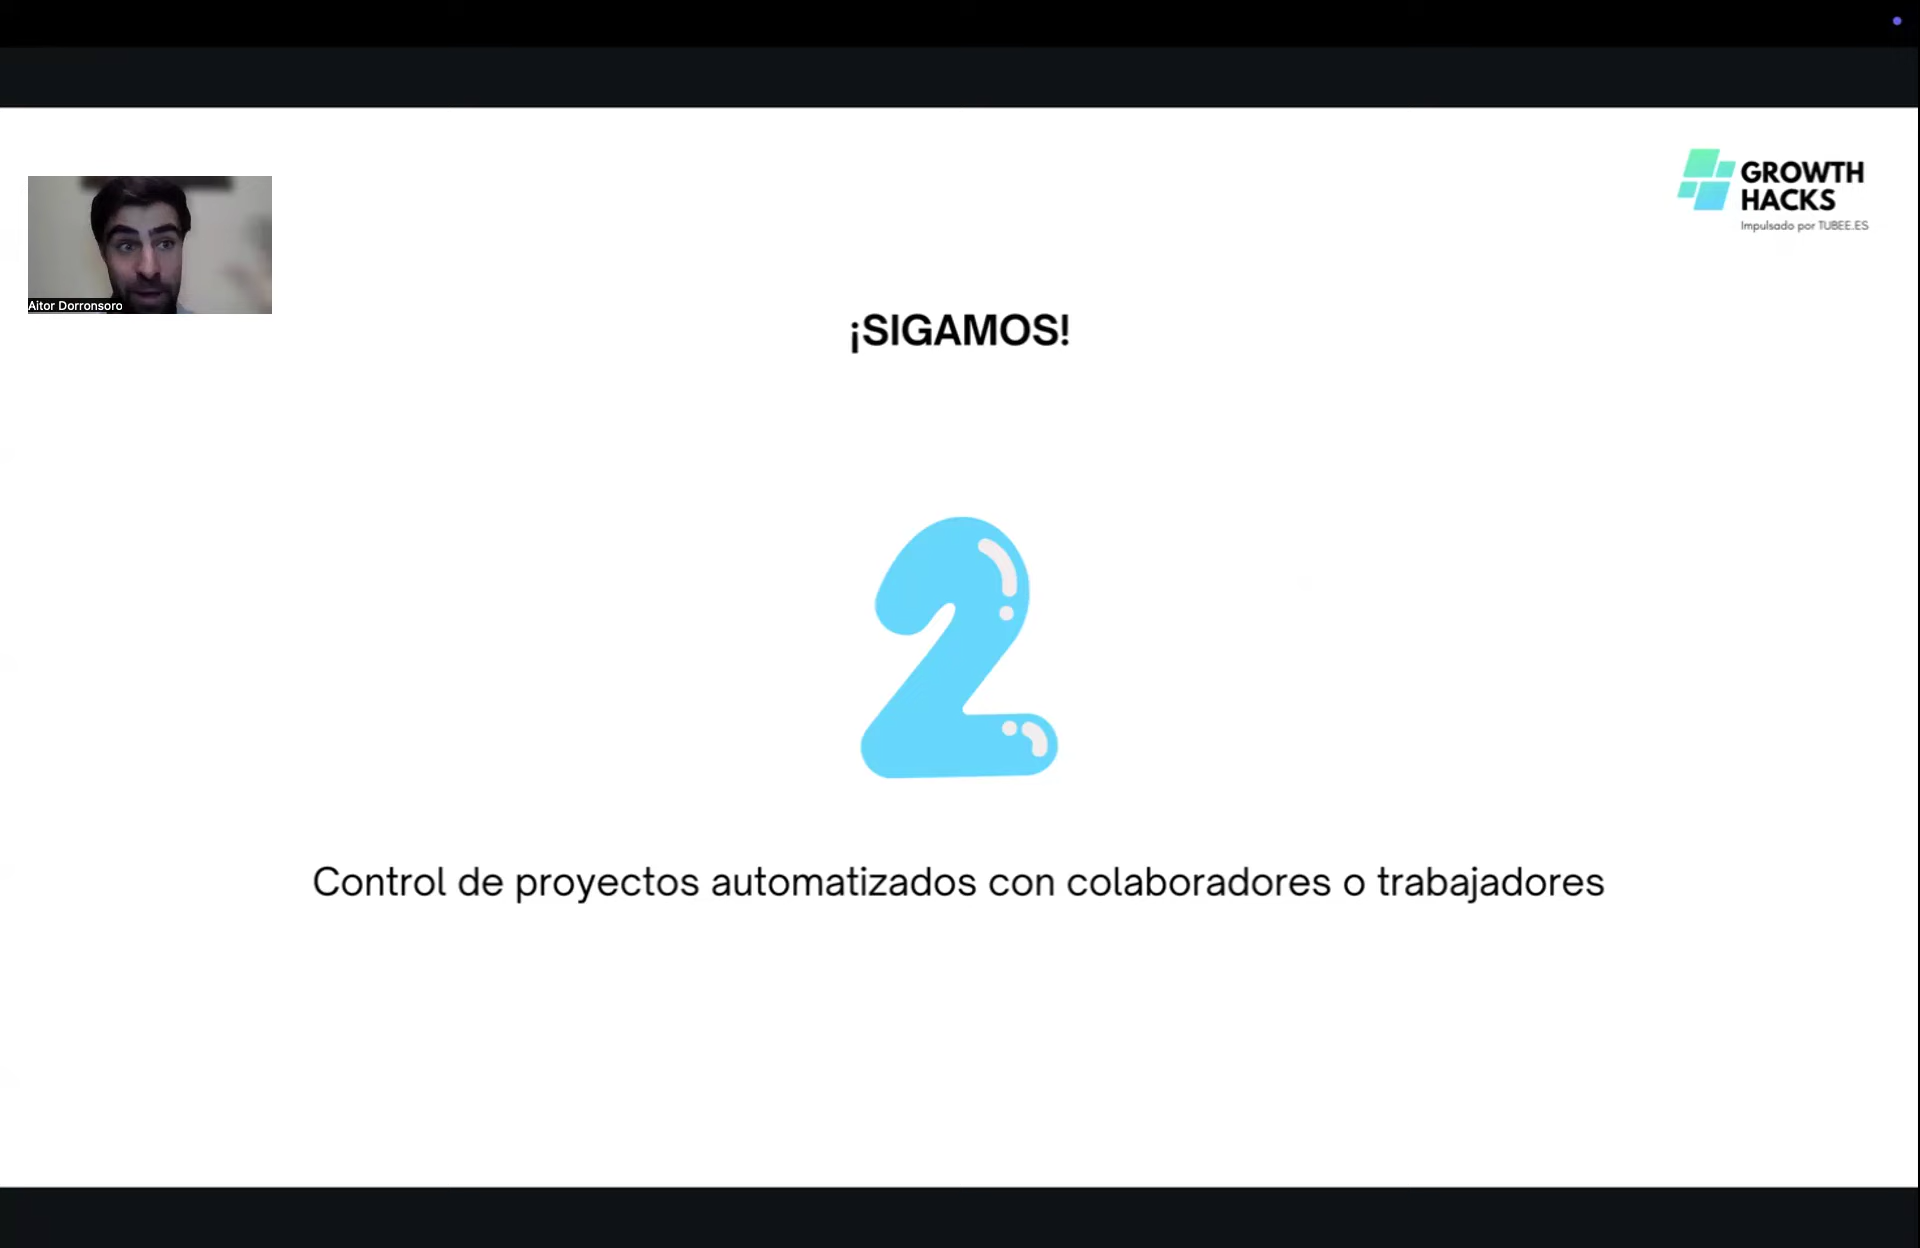 GROWTH
HACKS
Impulsado por TUBEE.ES
Aitor Dorronsoro
¡SIGAMOS!
2
Control de proyectos automatizados con colaboradores o trabajadores